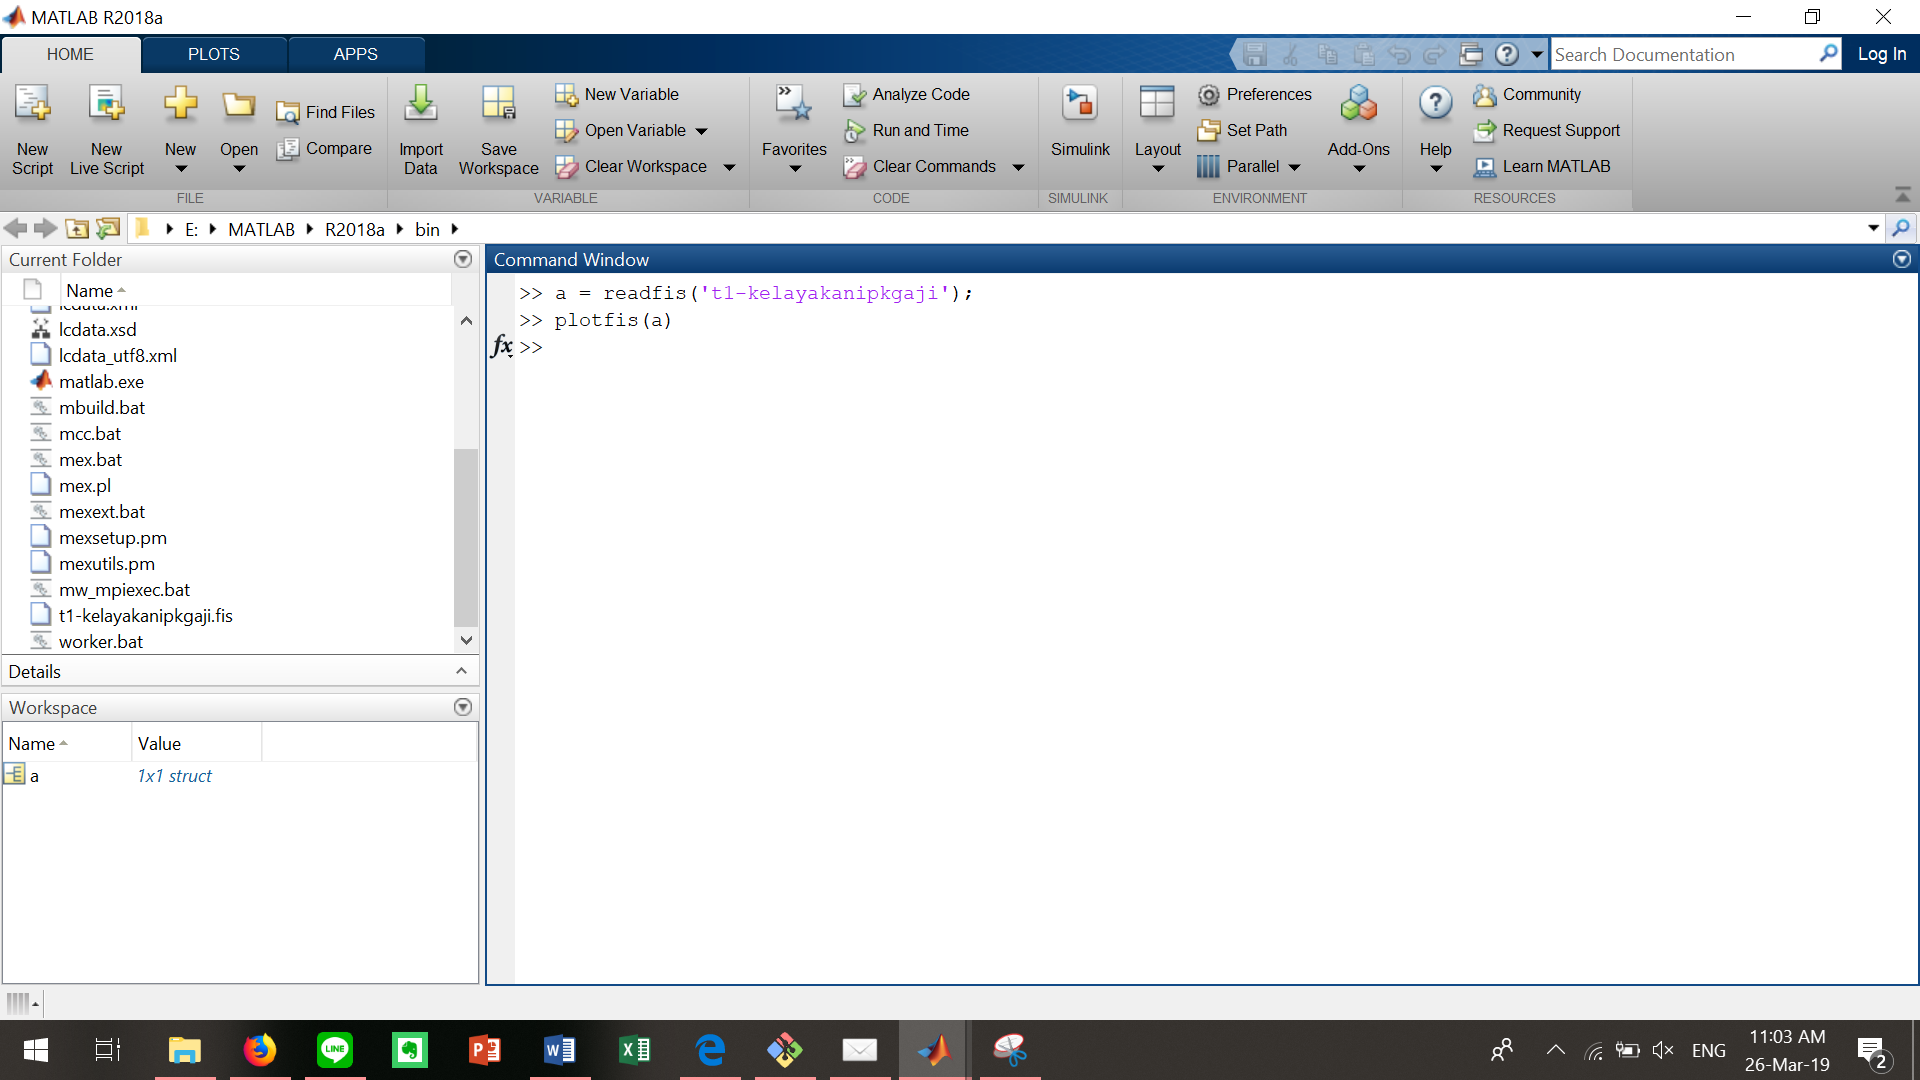 MATLAB R2018a
HOME PLOTS APPS
Search Documentation
Log In
New Script
New Live Script
New
Open
Find Files
Compare
FILE
Import Data
Save Workspace
New Variable
Open Variable
Clear Workspace
VARIABLE
Favorites
Analyze Code
Run and Time
Clear Commands
CODE
Simulink
SIMULINK
Layout
Preferences
Set Path
Parallel
Add-Ons
ENVIRONMENT
Help
Community
Request Support
Learn MATLAB
RESOURCES
E: MATLAB R2018a bin
Current Folder
Name
lcdata.xml
lcdata.xsd
lcdata_utf8.xml
matlab.exe
mbuild.bat
mcc.bat
mex.bat
mex.pl
mexext.bat
mexsetup.pm
mexutils.pm
mw_mpiexec.bat
t1-kelayakanipkgaji.fis
worker.bat
Details
Workspace
Name Value
a 1x1 struct
Command Window
>> a = readfis('t1-kelayakanipkgaji');
>> plotfis(a)
fx >>
LINE
ENG
11:03 AM
26-Mar-19
2